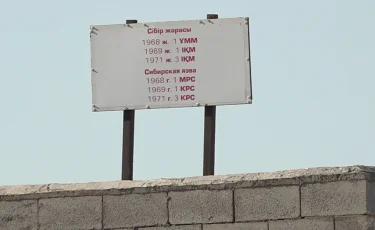 Сібір жарасы
1968 ж. 1 ҮММ
1969 ж. 1 ІҚМ
1971 ж. 3 ІҚМ
Сибирская язва
1968 г. 1 МРС
1969 г. 1 КРС
1971 г. 3 КРС